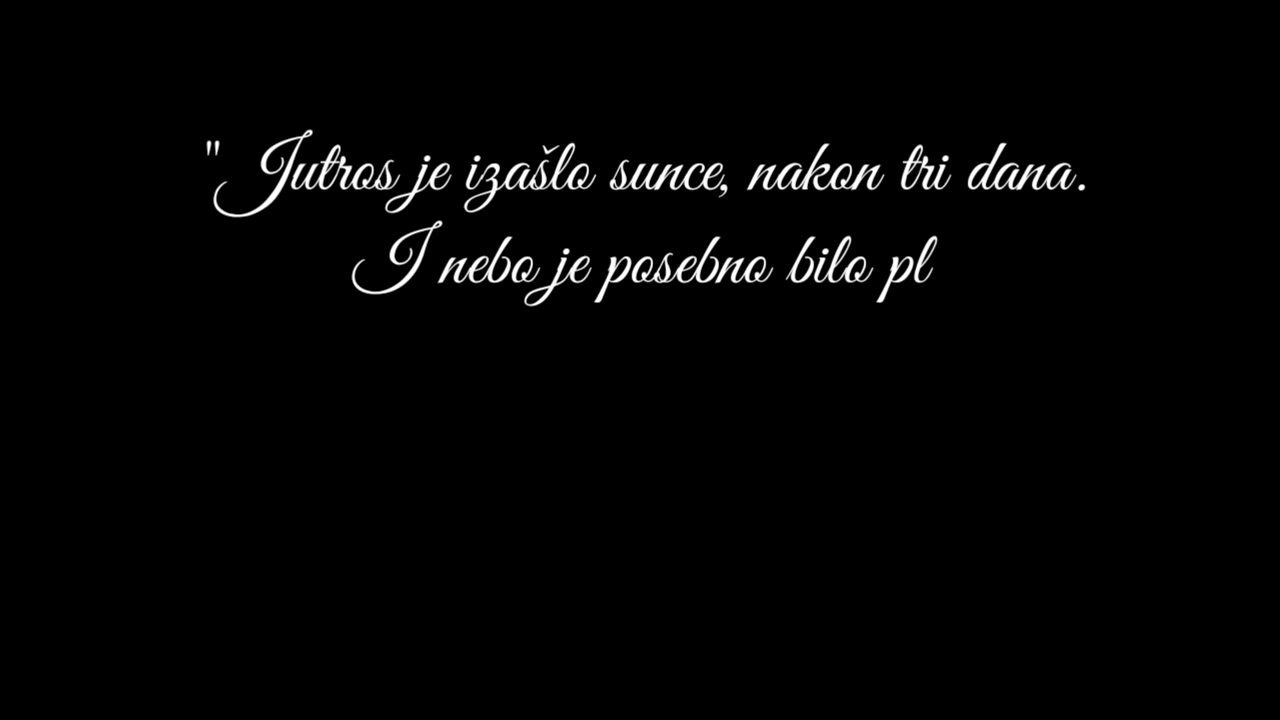 "Jutros je izašlo sunce, nakon tri dana.
I nebo je posebno bilo pl